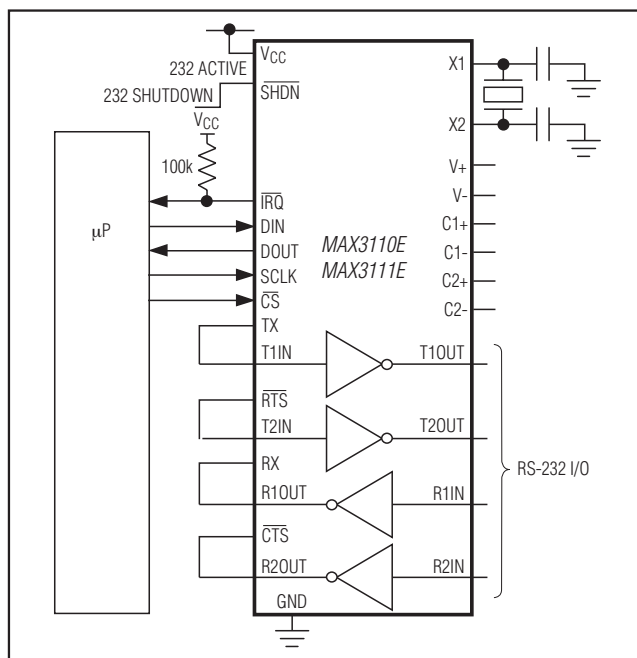 VCC
232 ACTIVE
SHDN
232 SHUTDOWN
VCC
100k
µP
IRQ
DIN
DOUT
SCLK
CS
TX
T1IN
RTS
T2IN
RX
R1OUT
CTS
R2OUT
GND
MAX3110E
MAX3111E
X1
X2
V+
V-
C1+
C1-
C2+
C2-
T1OUT
T2OUT
R1IN
R2IN
RS-232 I/O